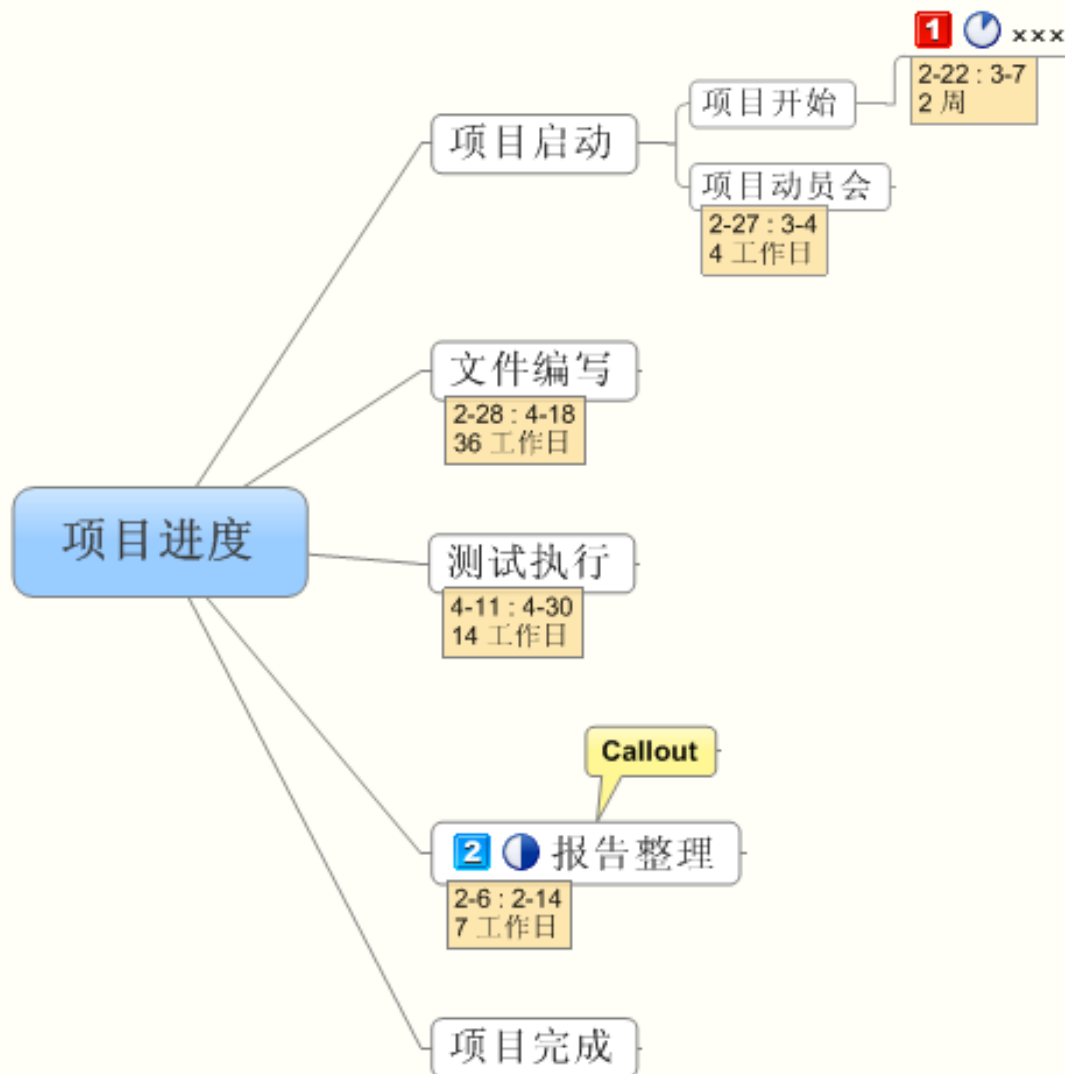 1 ×××
2-22 : 3-7
2 周
项目开始
项目启动
项目动员会
2-27 : 3-4
4 工作日
文件编写
2-28 : 4-18
36 工作日
项目进度
测试执行
4-11 : 4-30
14 工作日
Callout
2 报告整理
2-6 : 2-14
7 工作日
项目完成